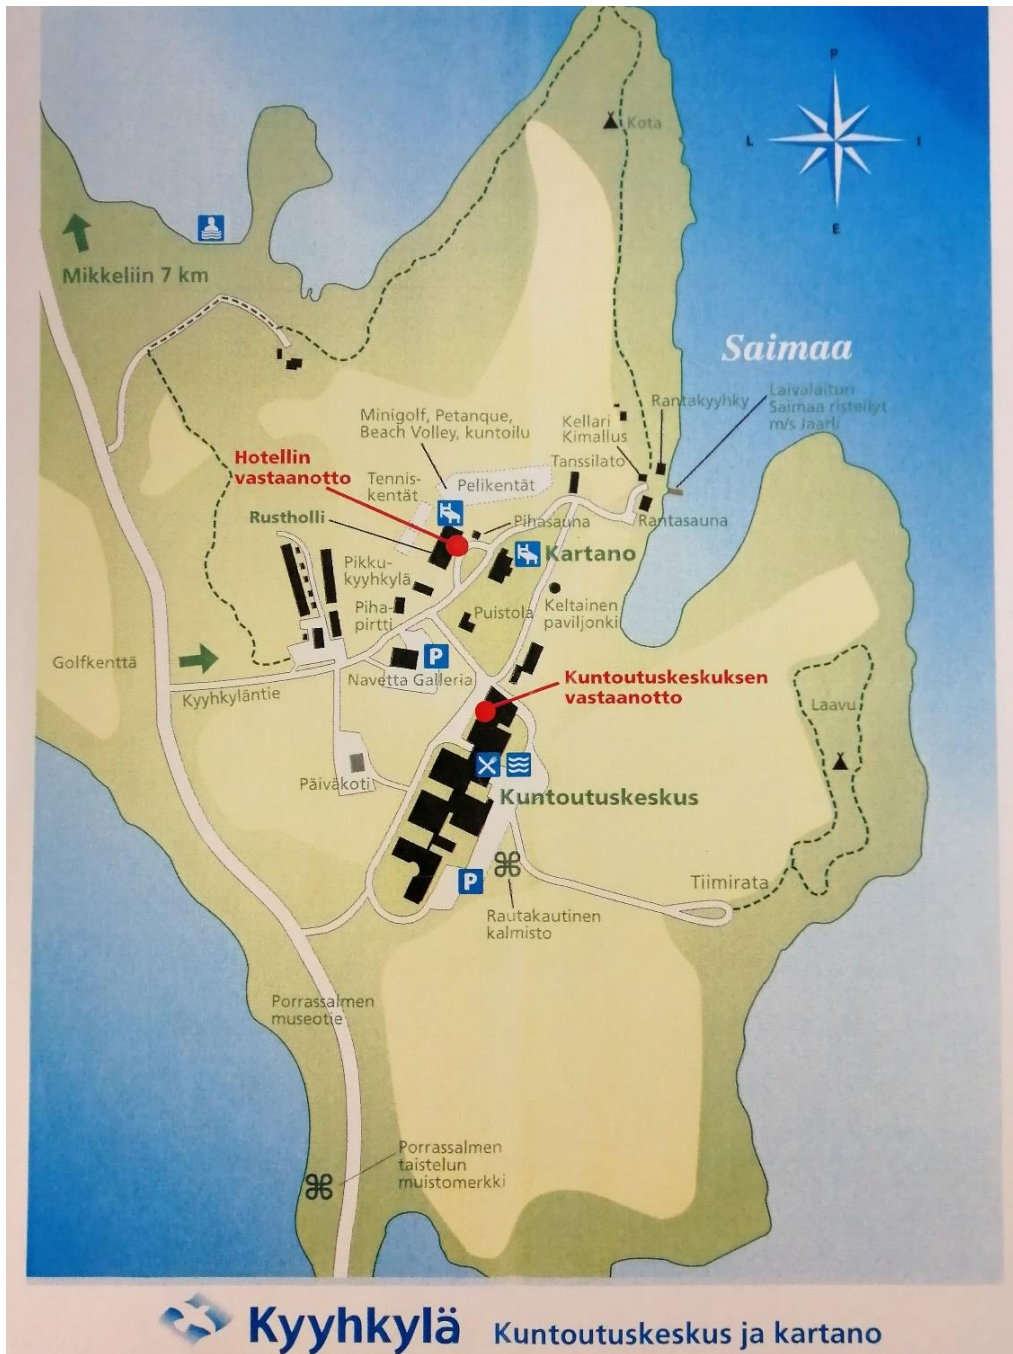 P
L
I
E
Kota
Mikkeliin 7 km
Saimaa
Laivalaituri
Saimaa risteilyt
m/s Jaarli
Rantakyyhky
Minigolf, Petanque,
Beach Volley, kuntoilu
Kellari
Kimallus
Hotellin
vastaanotto
Tanssilato
Tennis-
kentät
Pelikentät
Rustholli
Pihasauna
Rantasauna
Kartano
Pikku-
kyyhkylä
Piha-
pirtti
Puistola
Keltainen
paviljonki
Golfkenttä
P
Navetta Galleria
Kyyhkyläntie
Kuntoutuskeskuksen
vastaanotto
Laavu
Päiväkoti
Kuntoutuskeskus
P
Tiimirata
Rautakautinen
kalmisto
Porrassalmen
museotie
Porrassalmen
taistelun
muistomerkki
Kyyhkylä Kuntoutuskeskus ja kartano